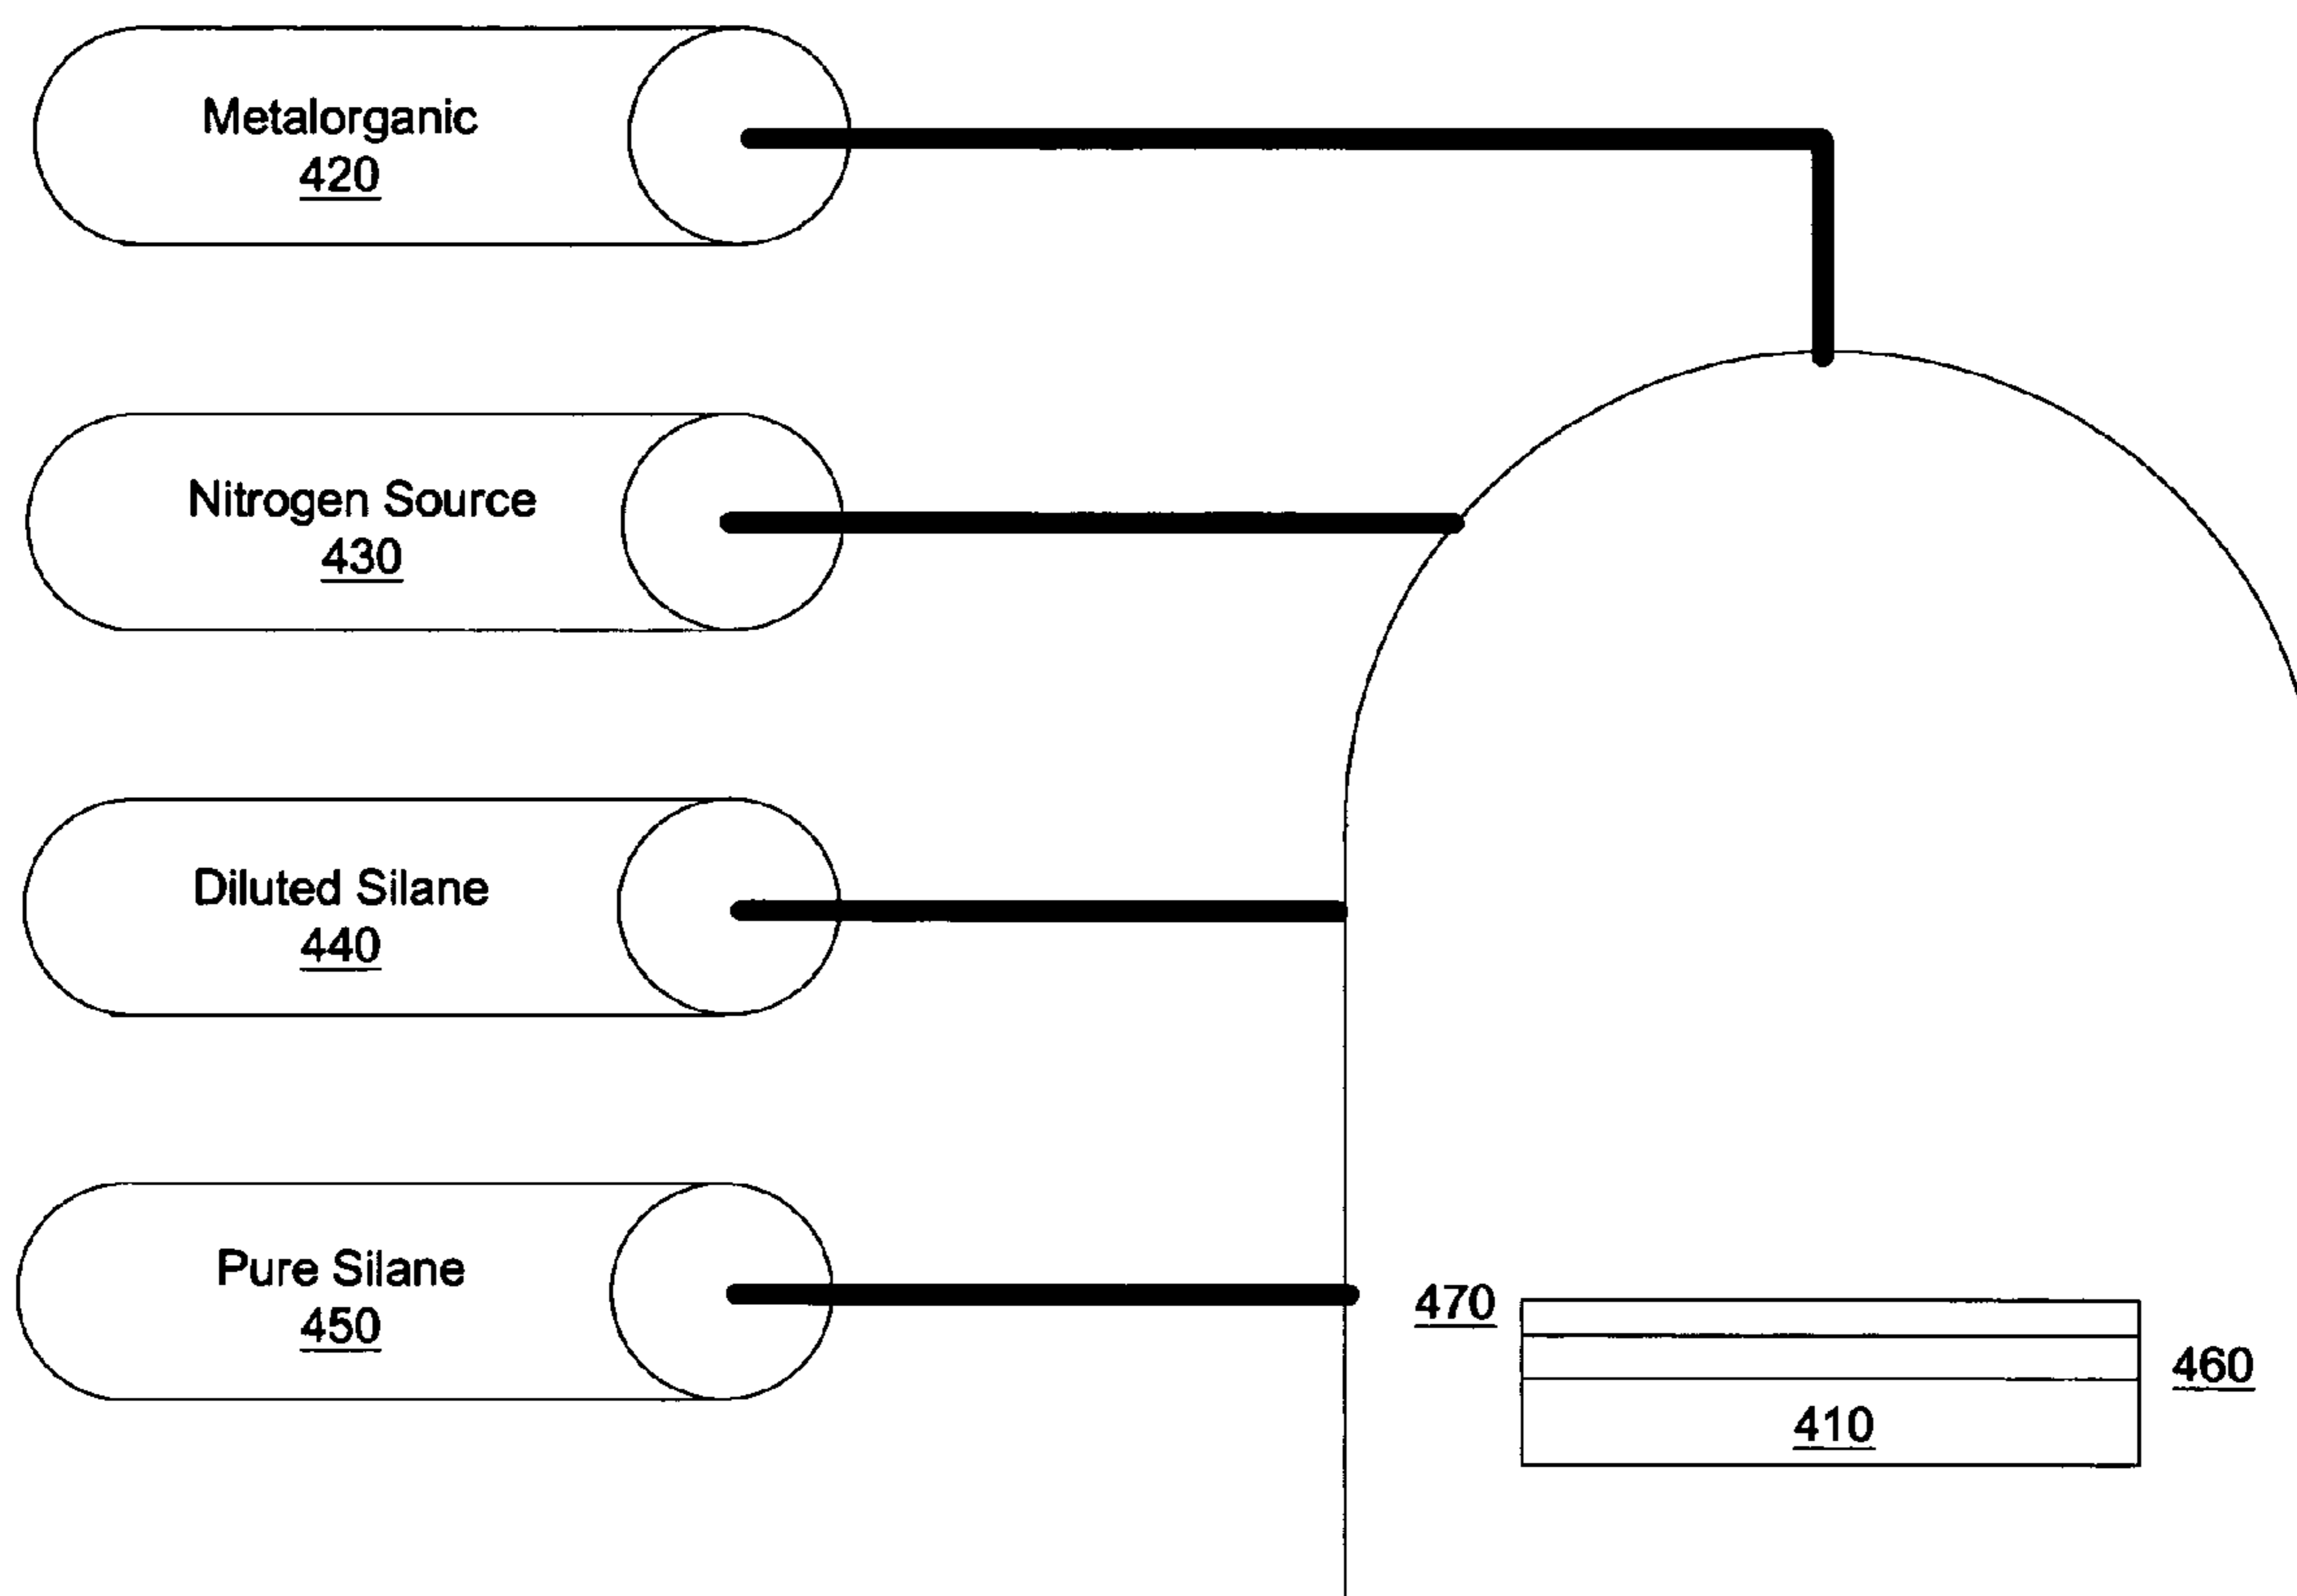 Metalorganic
420
Nitrogen Source
430
Diluted Silane
440
Pure Silane
450
470
460
410